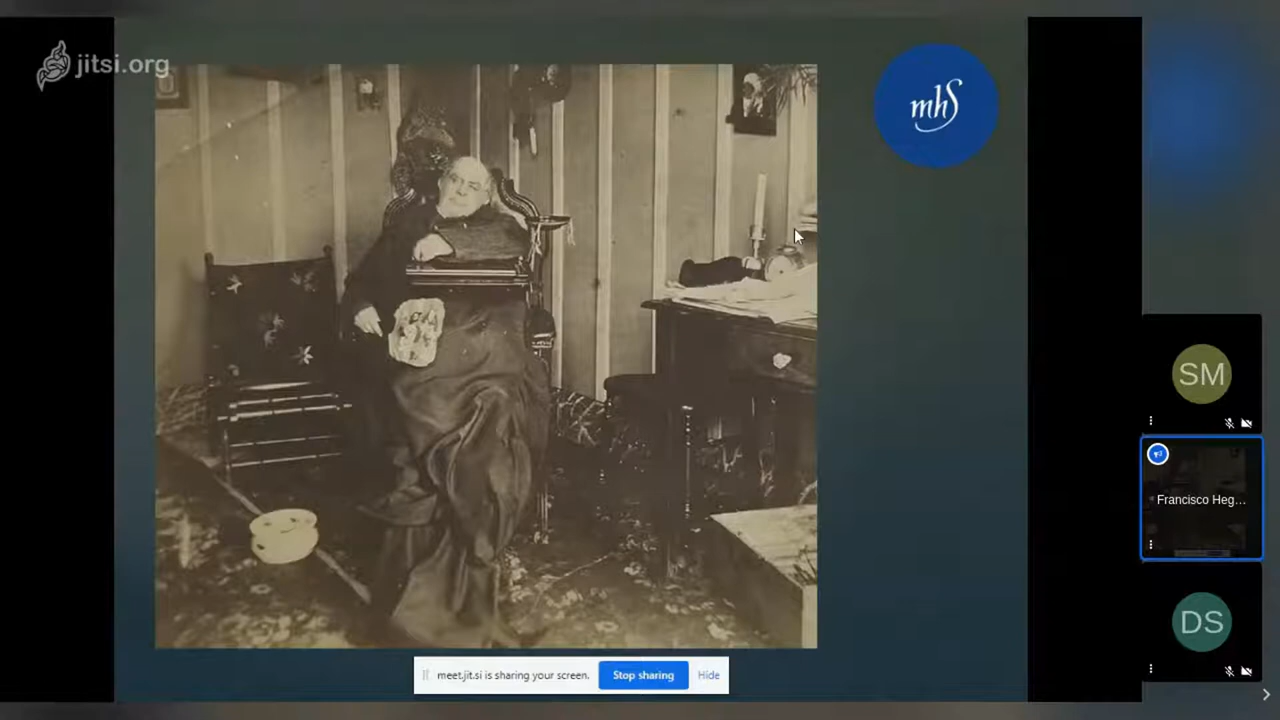 jitsi.org
mhS
SM
Francisco Heg...
DS
meet.jit.si is sharing your screen.
Stop sharing
Hide